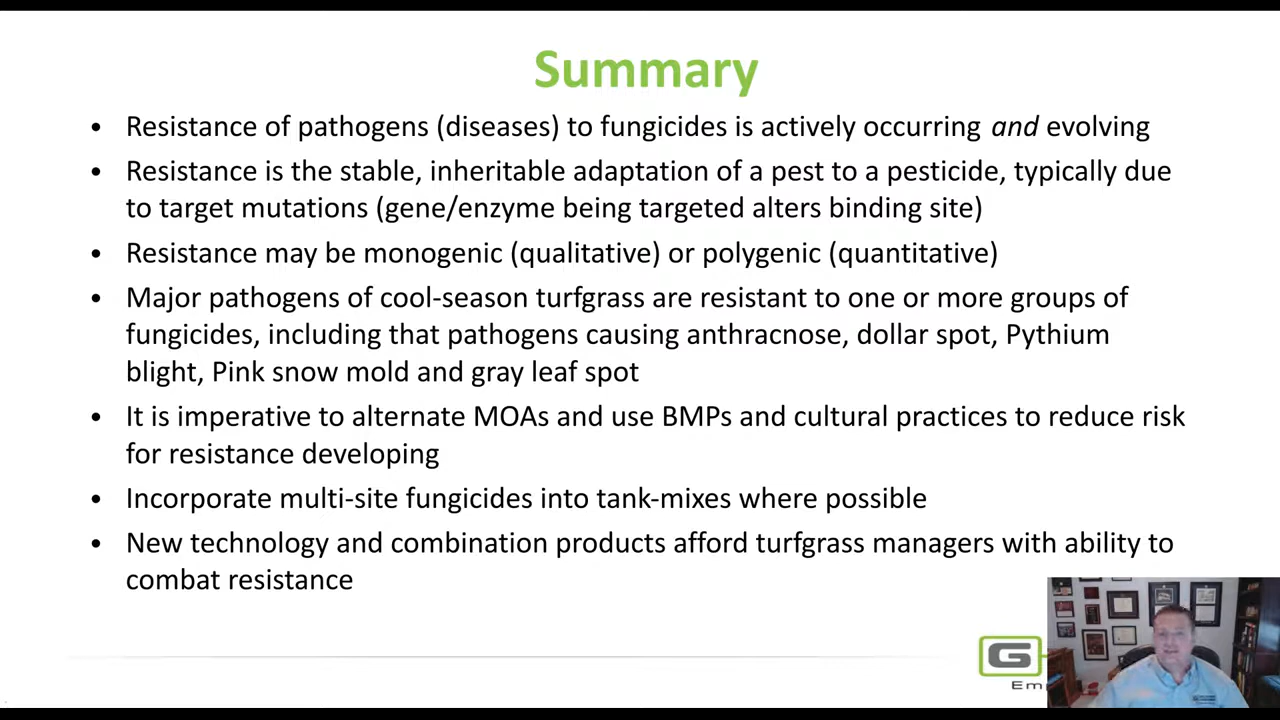 Summary
• Resistance of pathogens (diseases) to fungicides is actively occurring and evolving
• Resistance is the stable, inheritable adaptation of a pest to a pesticide, typically due
to target mutations (gene/enzyme being targeted alters binding site)
• Resistance may be monogenic (qualitative) or polygenic (quantitative)
• Major pathogens of cool-season turfgrass are resistant to one or more groups of
fungicides, including that pathogens causing anthracnose, dollar spot, Pythium
blight, Pink snow mold and gray leaf spot
• It is imperative to alternate MOAs and use BMPs and cultural practices to reduce risk
for resistance developing
• Incorporate multi-site fungicides into tank-mixes where possible
• New technology and combination products afford turfgrass managers with ability to
combat resistance
G